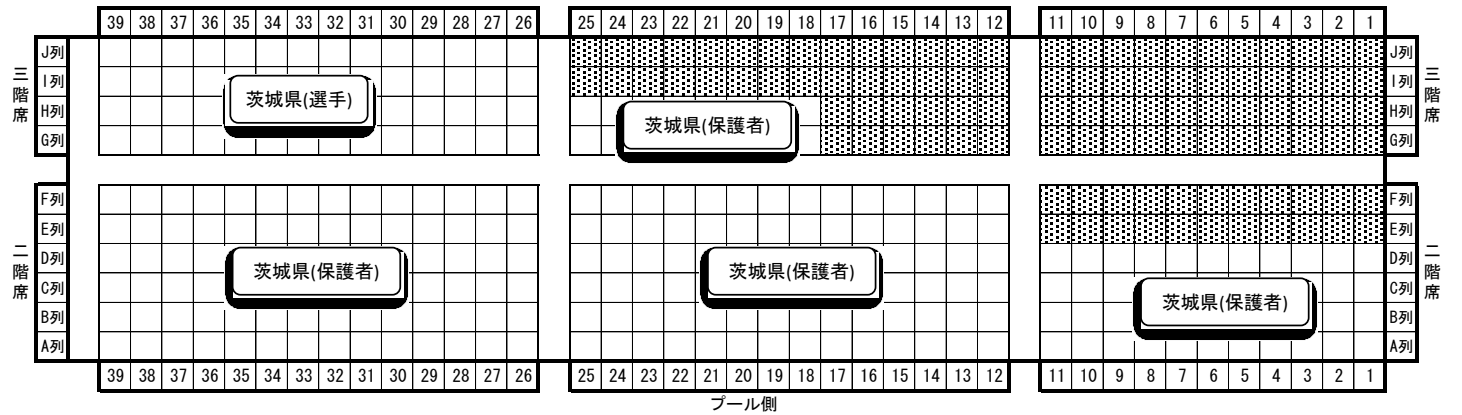 39 38 37 36 35 34 33 32 31 30 29 28 27 26 25 24 23 22 21 20 19 18 17 16 15 14 13 12 11 10 9 8 7 6 5 4 3 2 1
三階席
J列 J列
I列 I列
H列 H列
G列 G列
三階席
茨城県(選手)
茨城県(保護者)
二階席
F列 F列
E列 E列
D列 D列
C列 C列
B列 B列
A列 A列
二階席
茨城県(保護者)
茨城県(保護者)
茨城県(保護者)
39 38 37 36 35 34 33 32 31 30 29 28 27 26 25 24 23 22 21 20 19 18 17 16 15 14 13 12 11 10 9 8 7 6 5 4 3 2 1
プール側